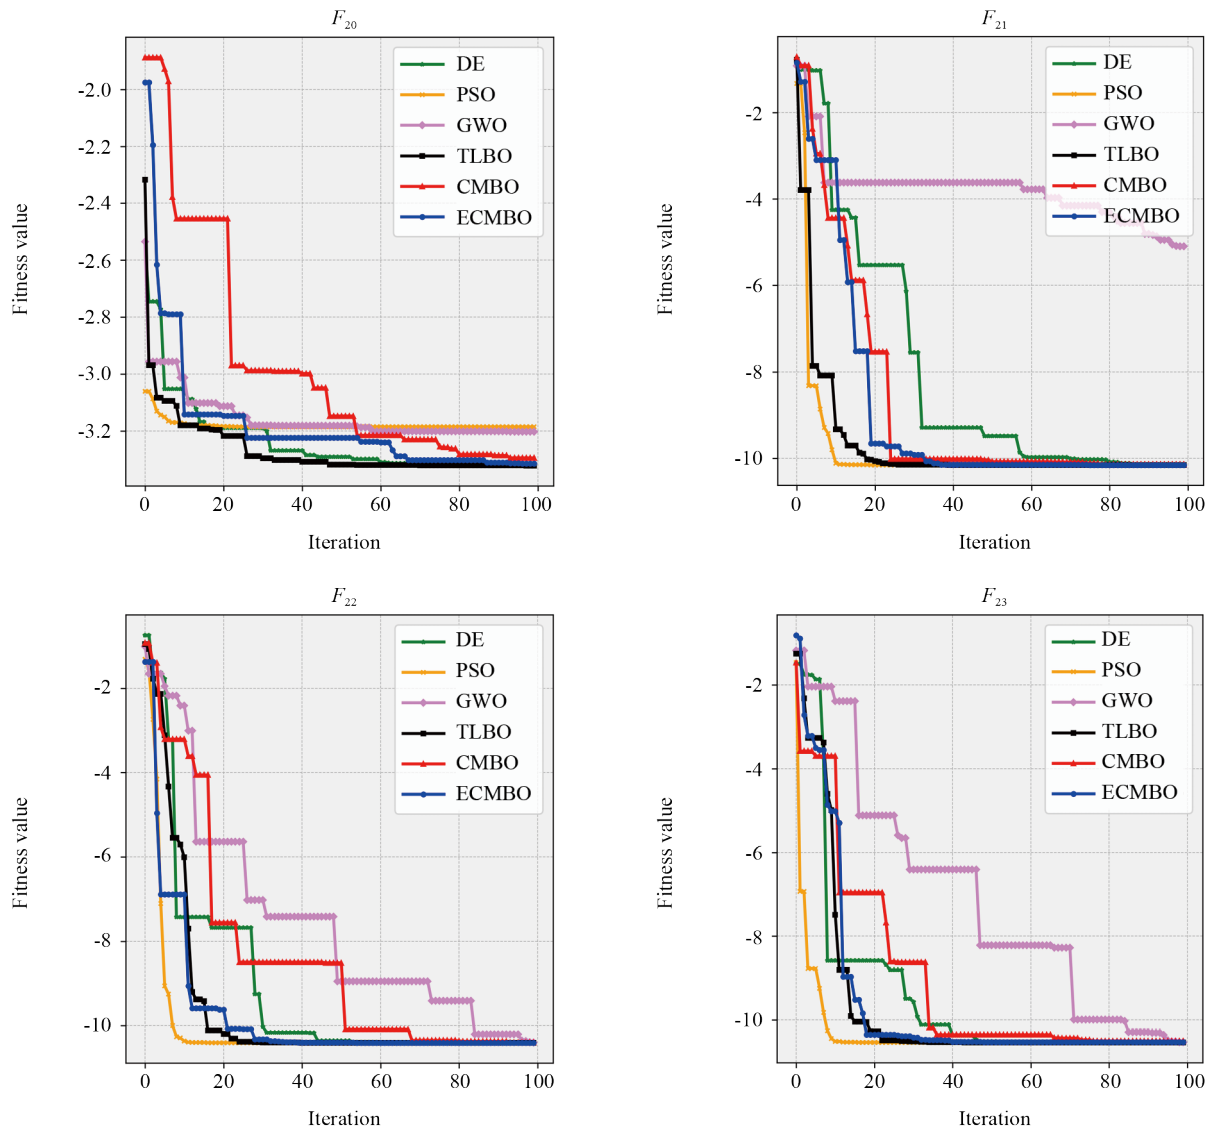 F20
-2.0
-2.2
-2.4
-2.6
-2.8
-3.0
-3.2
Fitness value
DE
PSO
GWO
TLBO
CMBO
ECMBO
0 20 40 60 80 100
Iteration
F21
-2
-4
-6
-8
-10
Fitness value
DE
PSO
GWO
TLBO
CMBO
ECMBO
0 20 40 60 80 100
Iteration
F22
-2
-4
-6
-8
-10
Fitness value
DE
PSO
GWO
TLBO
CMBO
ECMBO
0 20 40 60 80 100
Iteration
F23
-2
-4
-6
-8
-10
Fitness value
DE
PSO
GWO
TLBO
CMBO
ECMBO
0 20 40 60 80 100
Iteration